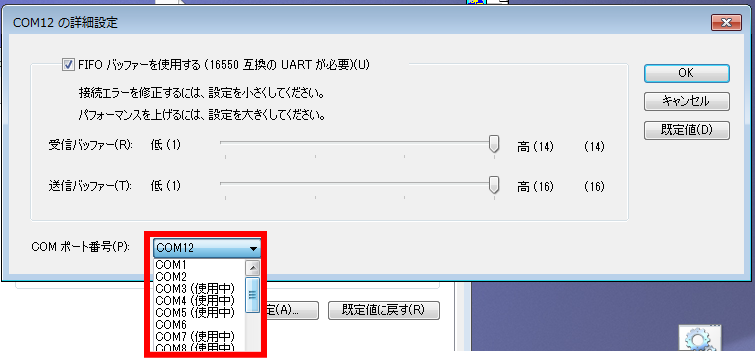 COM12 の詳細設定
FIFO バッファーを使用する (16550 互換の UART が必要)(U)
接続エラーを修正するには、設定を小さくしてください。
パフォーマンスを上げるには、設定を大きくしてください。
受信バッファー(R): 低 (1) 高 (14) (14)
送信バッファー(T): 低 (1) 高 (16) (16)
OK
キャンセル
既定値(D)
COM ポート番号(P): COM12
COM1
COM2
COM3 (使用中)
COM4 (使用中)
COM5 (使用中)
COM6
COM7 (使用中)
COM8 (使用中)
定(A)... 既定値に戻す(R)